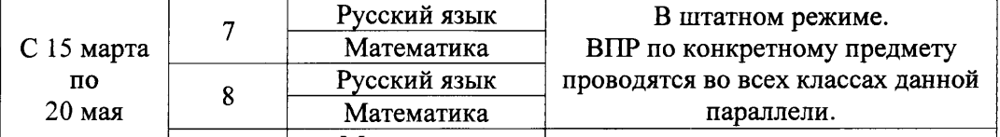 С 15 марта
по
20 мая
7
Русский язык
Математика
8
Русский язык
Математика
В штатном режиме.
ВПР по конкретному предмету
проводятся во всех классах данной
параллели.